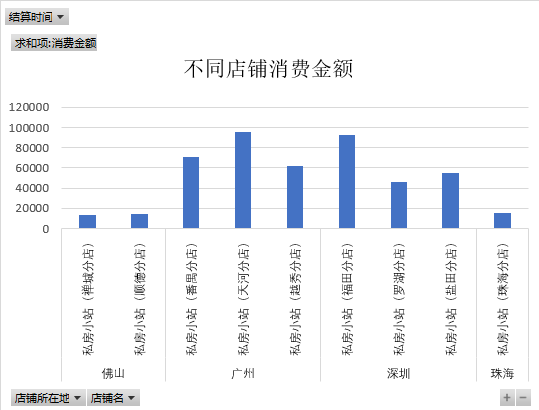 结算时间
求和项:消费金额
不同店铺消费金额
120000
100000
80000
60000
40000
20000
0
私房小站（禅城分店）
私房小站（顺德分店）
私房小站（番禺分店）
私房小站（天河分店）
私房小站（越秀分店）
私房小站（福田分店）
私房小站（罗湖分店）
私房小站（盐田分店）
私房小站（珠海分店）
佛山
广州
深圳
珠海
店铺所在地
店铺名
+ −